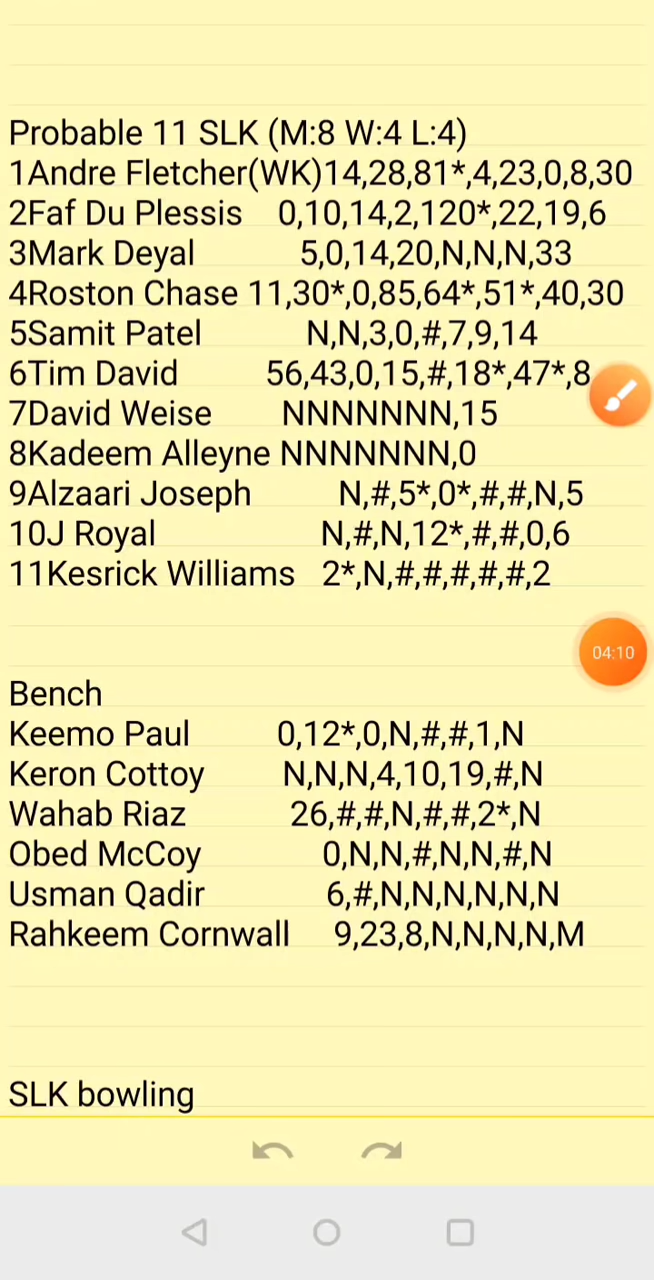 Probable 11 SLK (M:8 W:4 L:4)
1Andre Fletcher(WK)14,28,81*,4,23,0,8,30
2Faf Du Plessis 0,10,14,2,120*,22,19,6
3Mark Deyal 5,0,14,20,N,N,N,33
4Roston Chase 11,30*,0,85,64*,51*,40,30
5Samit Patel N,N,3,0,#,7,9,14
6Tim David 56,43,0,15,#,18*,47*,8
7David Weise NNNNNNN,15
8Kadeem Alleyne NNNNNNN,0
9Alzaari Joseph N,#,5*,0*,#,#,N,5
10J Royal N,#,N,12*,#,#,0,6
11Kesrick Williams 2*,N,#,#,#,#,#,2
04:10
Bench
Keemo Paul 0,12*,0,N,#,#,1,N
Keron Cottoy N,N,N,4,10,19,#,N
Wahab Riaz 26,#,#,N,#,#,2*,N
Obed McCoy 0,N,N,#,N,N,#,N
Usman Qadir 6,#,N,N,N,N,N,N
Rahkeem Cornwall 9,23,8,N,N,N,N,M
SLK bowling